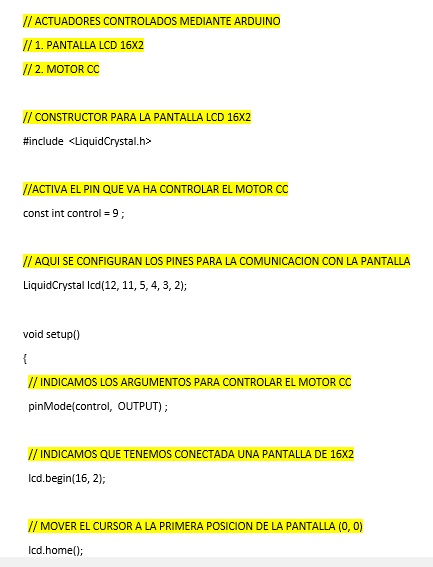 // ACTUADORES CONTROLADOS MEDIANTE ARDUINO
// 1. PANTALLA LCD 16X2
// 2. MOTOR CC
// CONSTRUCTOR PARA LA PANTALLA LCD 16X2
#include <LiquidCrystal.h>
//ACTIVA EL PIN QUE VA HA CONTROLAR EL MOTOR CC
const int control = 9 ;
// AQUI SE CONFIGURAN LOS PINES PARA LA COMUNICACION CON LA PANTALLA
LiquidCrystal lcd(12, 11, 5, 4, 3, 2);
void setup()
{
// INDICAMOS LOS ARGUMENTOS PARA CONTROLAR EL MOTOR CC
pinMode(control, OUTPUT) ;
// INDICAMOS QUE TENEMOS CONECTADA UNA PANTALLA DE 16X2
lcd.begin(16, 2);
// MOVER EL CURSOR A LA PRIMERA POSICION DE LA PANTALLA (0, 0)
lcd.home();